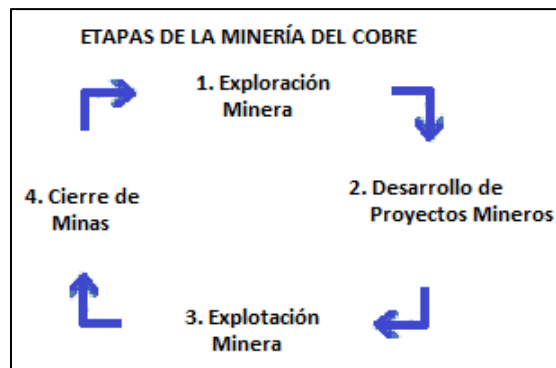 ETAPAS DE LA MINERÍA DEL COBRE
1. Exploración
Minera
2. Desarrollo de
Proyectos Mineros
3. Explotación
Minera
4. Cierre de
Minas